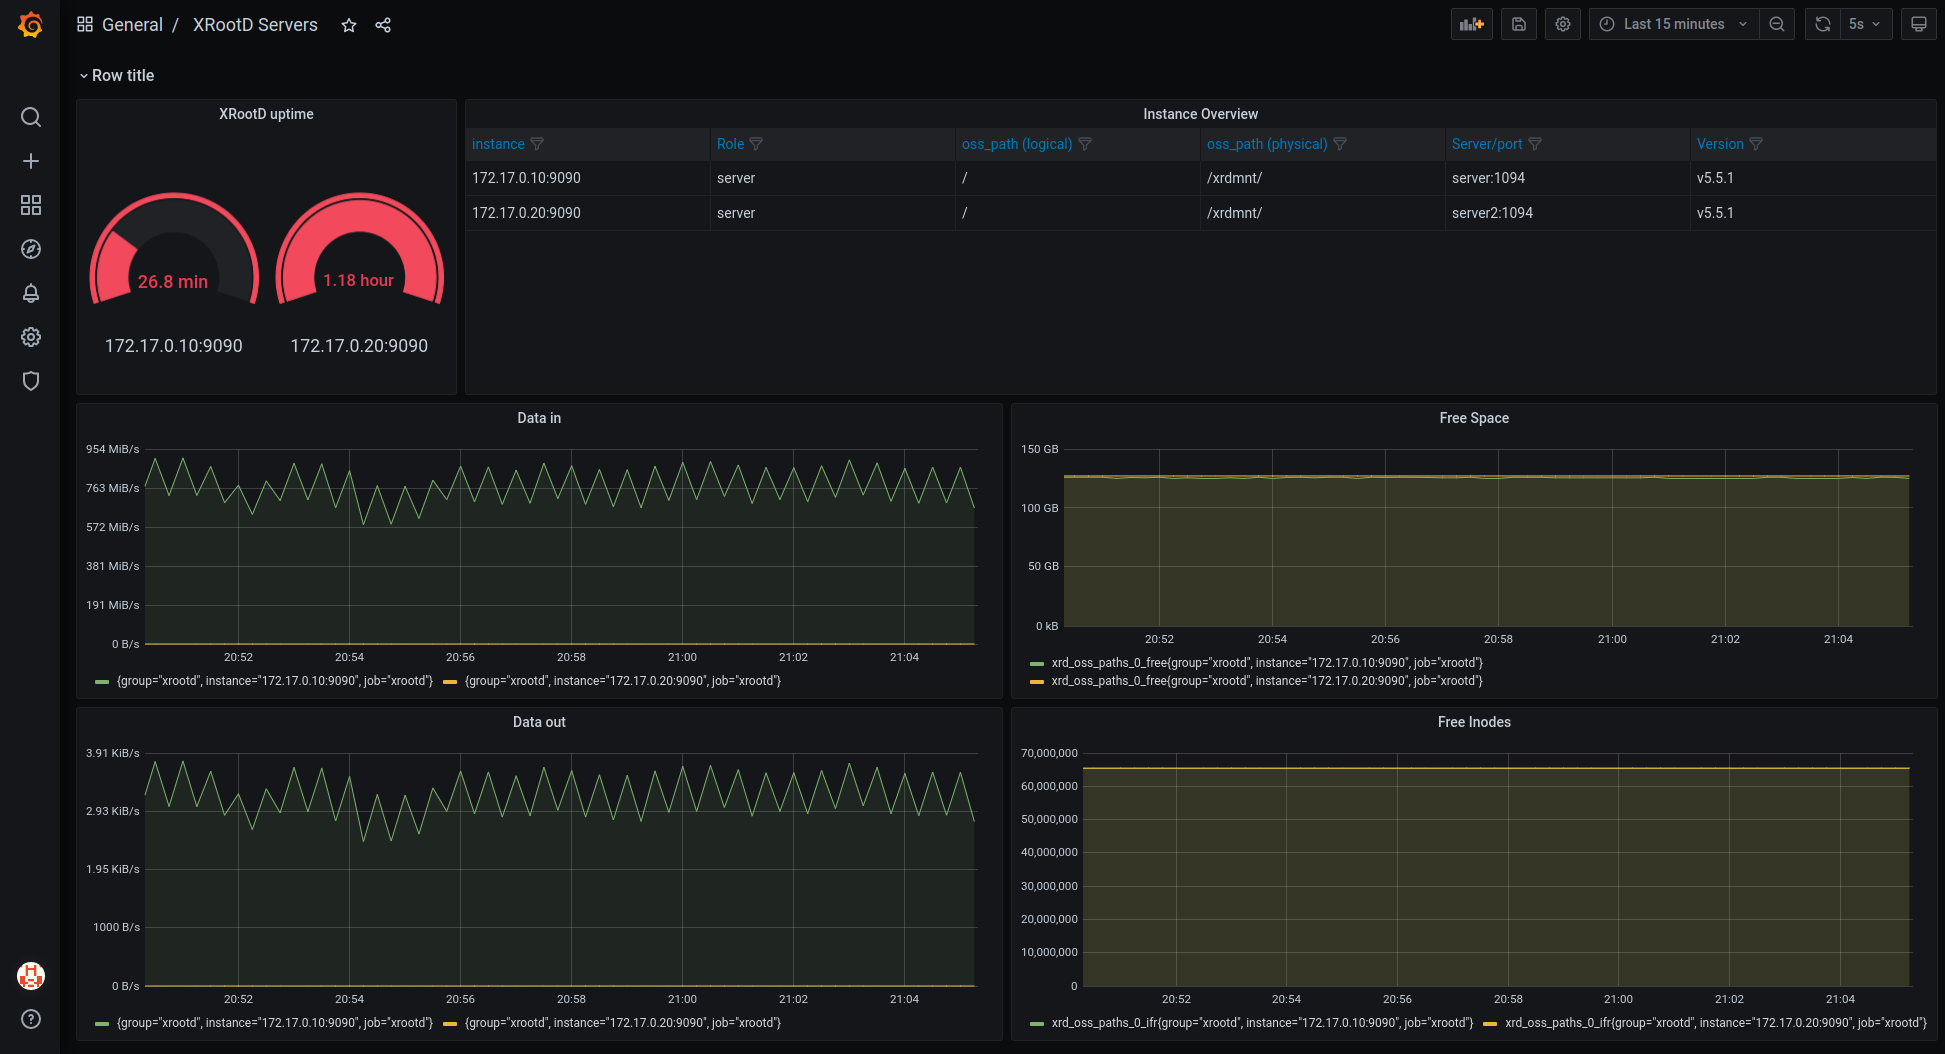 General / XRootD Servers
Last 15 minutes
5s
Row title
XRootD uptime
26.8 min
1.18 hour
172.17.0.10:9090
172.17.0.20:9090
Instance Overview
instance Role oss_path (logical) oss_path (physical) Server/port Version
172.17.0.10:9090 server / /xrdmnt/ server:1094 v5.5.1
172.17.0.20:9090 server / /xrdmnt/ server2:1094 v5.5.1
Data in
954 MiB/s
763 MiB/s
572 MiB/s
381 MiB/s
191 MiB/s
0 B/s
20:52 20:54 20:56 20:58 21:00 21:02 21:04
{group="xrootd", instance="172.17.0.10:9090", job="xrootd"} {group="xrootd", instance="172.17.0.20:9090", job="xrootd"}
Free Space
150 GB
100 GB
50 GB
0 kB
20:52 20:54 20:56 20:58 21:00 21:02 21:04
xrd_oss_paths_0_free{group="xrootd", instance="172.17.0.10:9090", job="xrootd"}
xrd_oss_paths_0_free{group="xrootd", instance="172.17.0.20:9090", job="xrootd"}
Data out
3.91 KiB/s
2.93 KiB/s
1.95 KiB/s
1000 B/s
0 B/s
20:52 20:54 20:56 20:58 21:00 21:02 21:04
{group="xrootd", instance="172.17.0.10:9090", job="xrootd"} {group="xrootd", instance="172.17.0.20:9090", job="xrootd"}
Free Inodes
70,000,000
60,000,000
50,000,000
40,000,000
30,000,000
20,000,000
10,000,000
0
20:52 20:54 20:56 20:58 21:00 21:02 21:04
xrd_oss_paths_0_ifr{group="xrootd", instance="172.17.0.10:9090", job="xrootd"} xrd_oss_paths_0_ifr{group="xrootd", instance="172.17.0.20:9090", job="xrootd"}